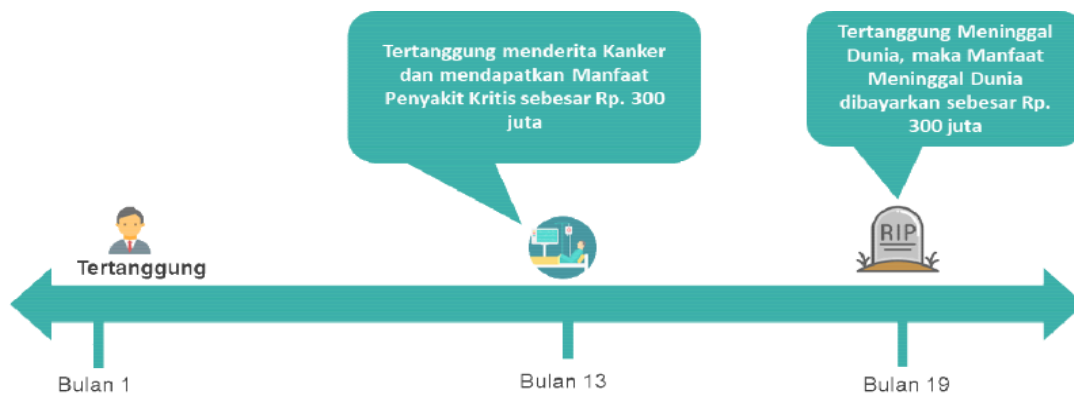 Tertanggung menderita Kanker
dan mendapatkan Manfaat
Penyakit Kritis sebesar Rp. 300
juta
Tertanggung Meninggal
Dunia, maka Manfaat
Meninggal Dunia
dibayarkan sebesar Rp.
300 juta
RIP
Tertanggung
Bulan 1
Bulan 13
Bulan 19